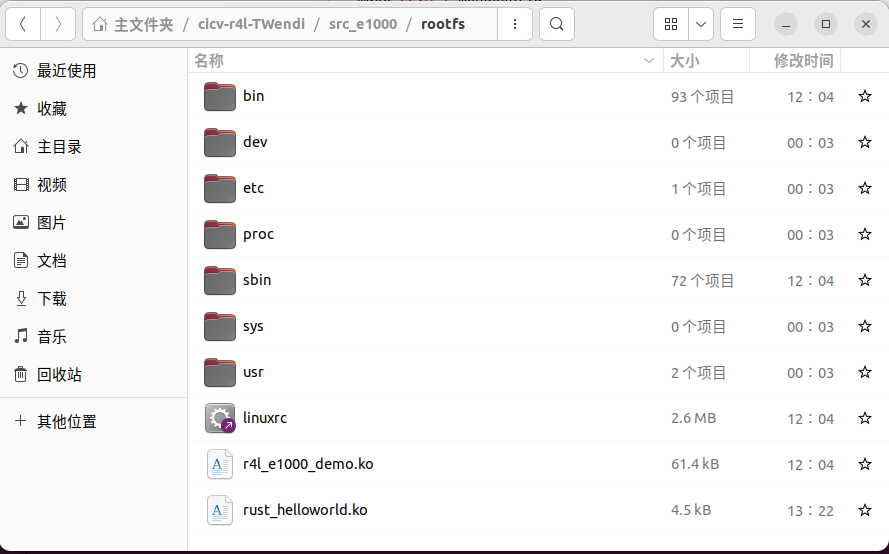 主文件夹 / cicv-r4l-TWendi / src_e1000 / rootfs
名称 大小 修改时间
最近使用
收藏
主目录
视频
图片
文档
下载
音乐
回收站
其他位置
bin 93 个项目 12：04
dev 0 个项目 00：03
etc 1 个项目 00：03
proc 0 个项目 00：03
sbin 72 个项目 12：04
sys 0 个项目 00：03
usr 2 个项目 00：03
linuxrc 2.6 MB 12：04
r4l_e1000_demo.ko 61.4 kB 12：04
rust_helloworld.ko 4.5 kB 13：22